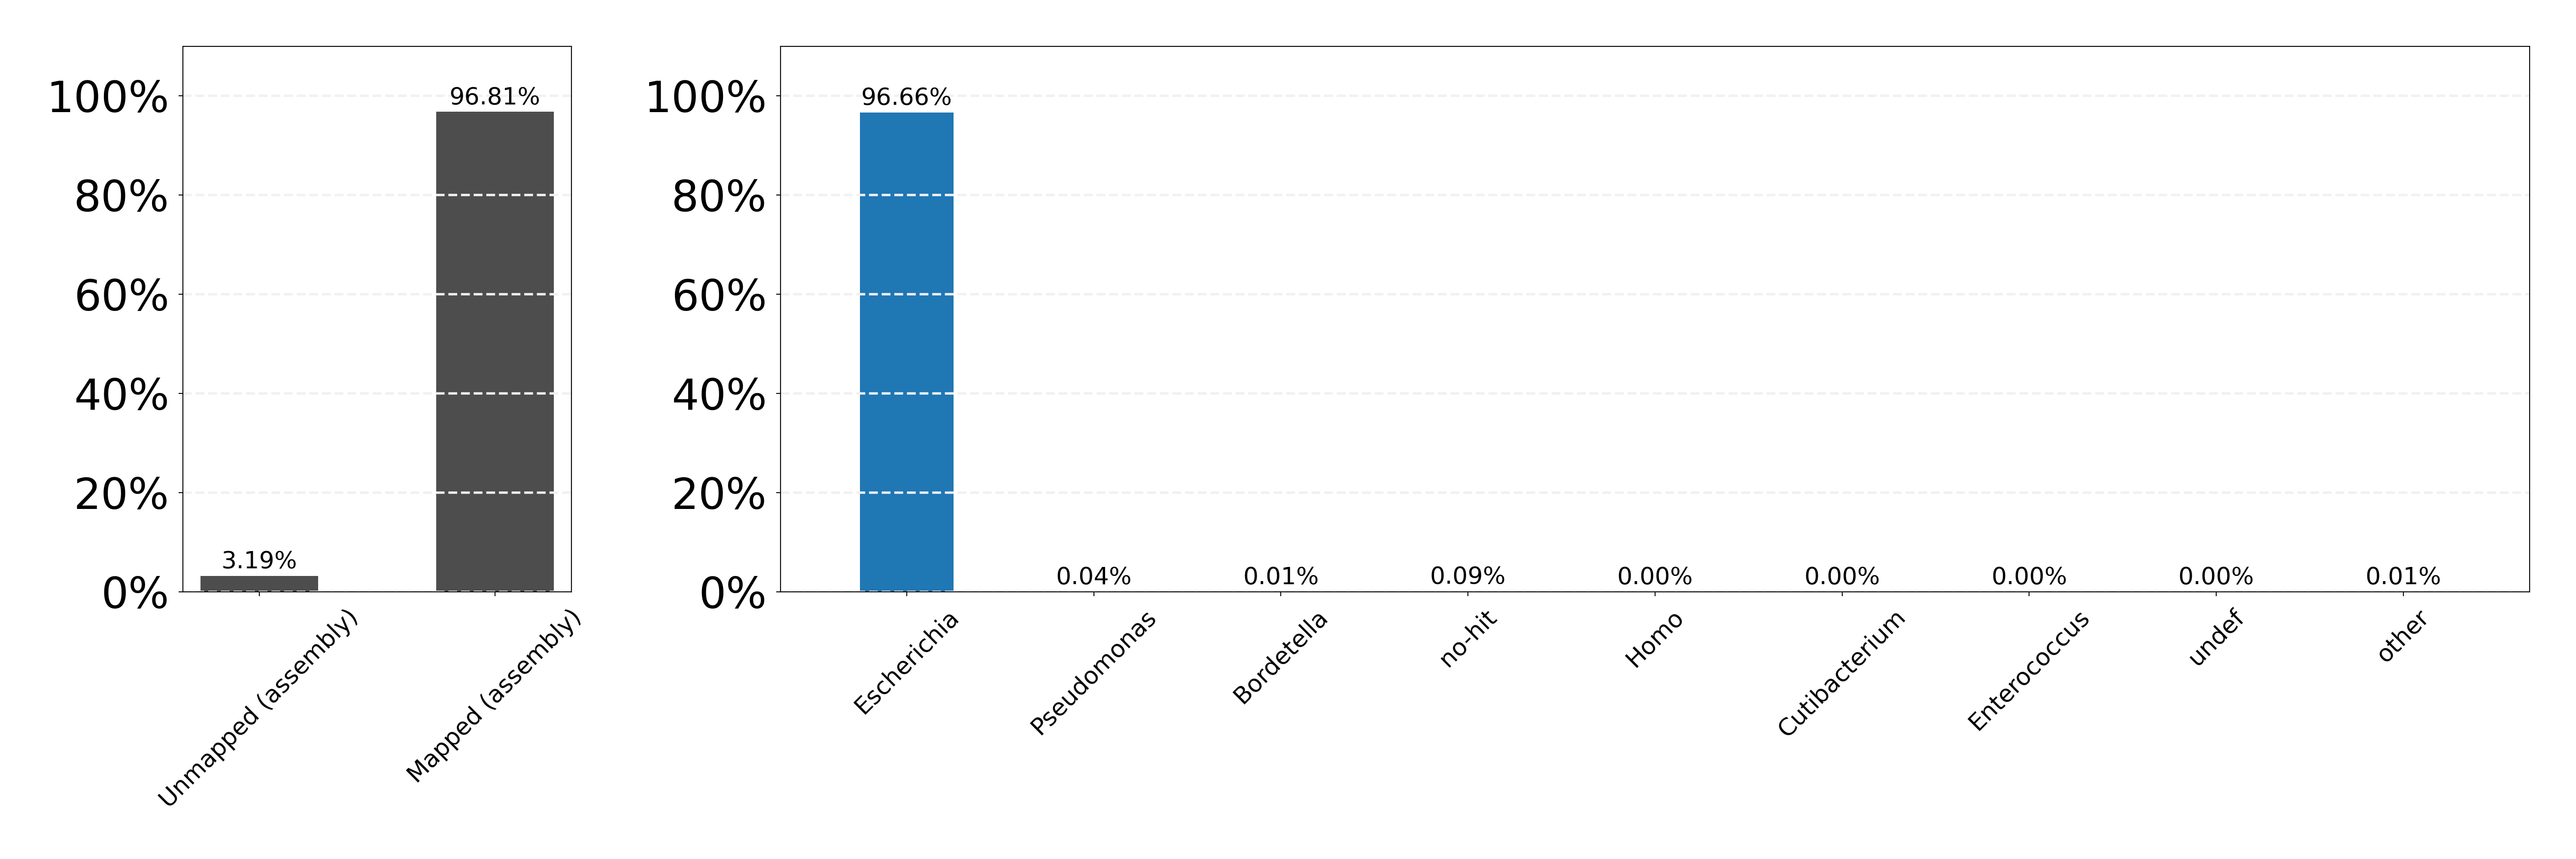 100%
80%
60%
40%
20%
0%
3.19%
96.81%
Unmapped (assembly)
Mapped (assembly)
100%
80%
60%
40%
20%
0%
96.66%
0.04%
0.01%
0.09%
0.00%
0.00%
0.00%
0.00%
0.01%
Escherichia
Pseudomonas
Bordetella
no-hit
Homo
Cutibacterium
Enterococcus
undef
other